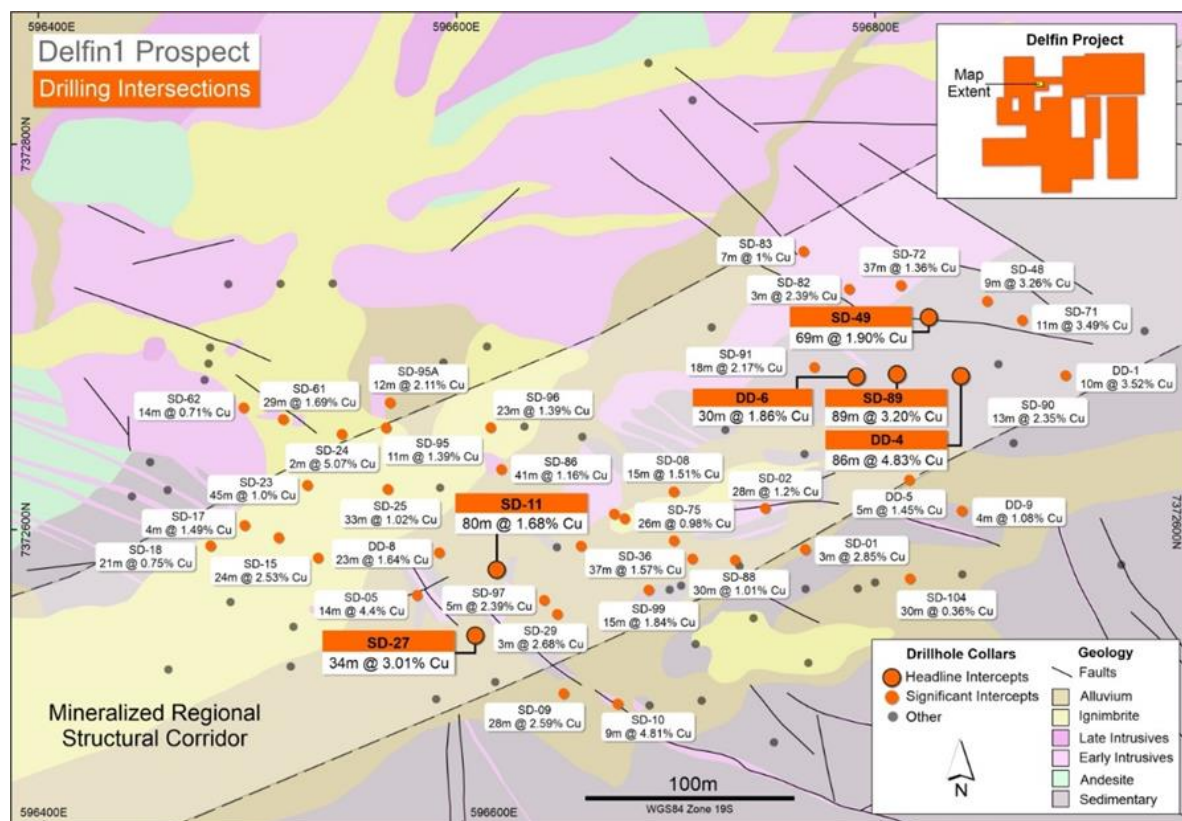 596400E
596600E
596800E
Delfin1 Prospect
Drilling Intersections
Delfin Project
Map
Extent
7372800N
SD-83
7m @ 1% Cu
SD-72
37m @ 1.36% Cu
SD-48
9m @ 3.26% Cu
SD-82
3m @ 2.39% Cu
SD-49
69m @ 1.90% Cu
SD-71
11m @ 3.49% Cu
SD-91
18m @ 2.17% Cu
SD-95A
12m @ 2.11% Cu
DD-1
10m @ 3.52% Cu
SD-61
29m @ 1.69% Cu
SD-62
14m @ 0.71% Cu
SD-96
23m @ 1.39% Cu
DD-6
30m @ 1.86% Cu
SD-89
89m @ 3.20% Cu
SD-90
13m @ 2.35% Cu
DD-4
86m @ 4.83% Cu
SD-24
2m @ 5.07% Cu
SD-95
11m @ 1.39% Cu
SD-86
41m @ 1.16% Cu
SD-08
15m @ 1.51% Cu
SD-02
28m @ 1.2% Cu
SD-23
45m @ 1.0% Cu
SD-25
33m @ 1.02% Cu
SD-11
80m @ 1.68% Cu
SD-75
26m @ 0.98% Cu
DD-5
5m @ 1.45% Cu
DD-9
4m @ 1.08% Cu
7372600N
7372600N
SD-17
4m @ 1.49% Cu
SD-18
21m @ 0.75% Cu
SD-15
24m @ 2.53% Cu
DD-8
23m @ 1.64% Cu
SD-36
37m @ 1.57% Cu
SD-01
3m @ 2.85% Cu
SD-88
30m @ 1.01% Cu
SD-05
14m @ 4.4% Cu
SD-97
5m @ 2.39% Cu
SD-99
15m @ 1.84% Cu
SD-104
30m @ 0.36% Cu
SD-27
34m @ 3.01% Cu
SD-29
3m @ 2.68% Cu
SD-09
28m @ 2.59% Cu
SD-10
9m @ 4.81% Cu
Mineralized Regional
Structural Corridor
100m
WGS84 Zone 19S
Drillhole Collars
Headline Intercepts
Significant Intercepts
Other
N
Geology
Faults
Alluvium
Ignimbrite
Late Intrusives
Early Intrusives
Andesite
Sedimentary
596400E
596600E
596800E